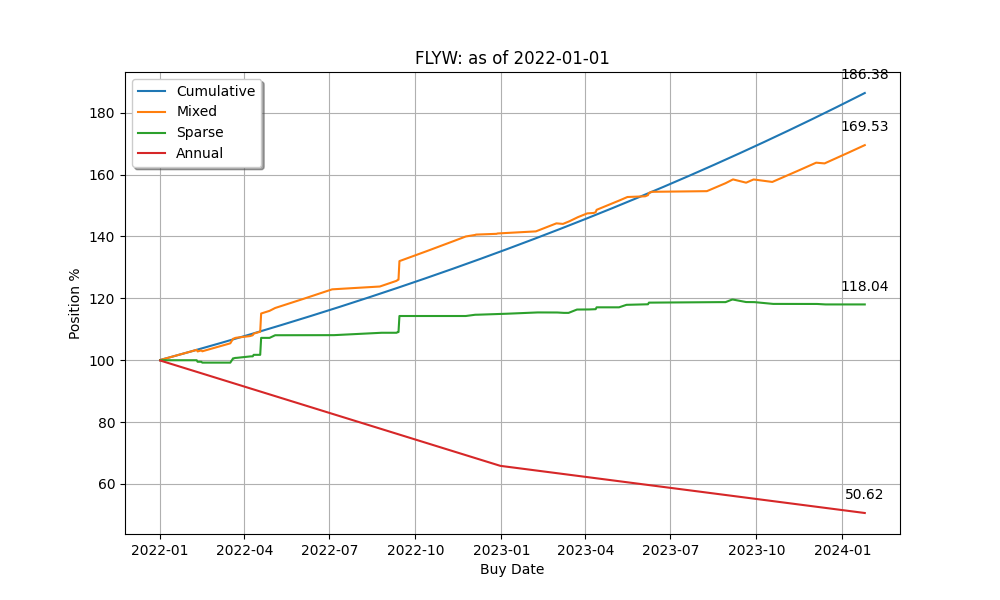 FLYW: as of 2022-01-01
Cumulative
Mixed
Sparse
Annual
186.38
169.53
118.04
50.62
Position %
180
160
140
120
100
80
60
2022-01 2022-04 2022-07 2022-10 2023-01 2023-04 2023-07 2023-10 2024-01
Buy Date